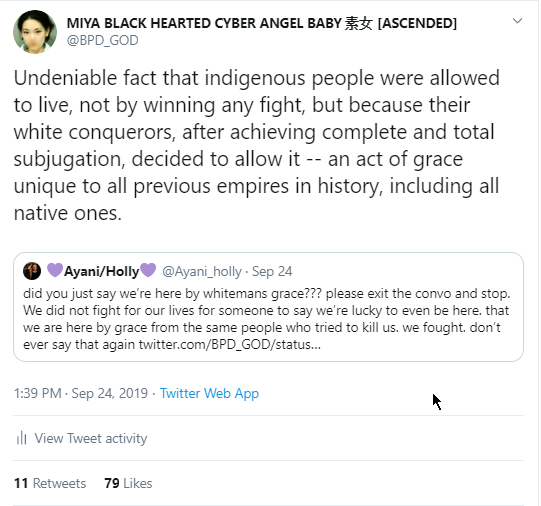 MIYA BLACK HEARTED CYBER ANGEL BABY 素女 [ASCENDED]
@BPD_GOD
Undeniable fact that indigenous people were allowed
to live, not by winning any fight, but because their
white conquerors, after achieving complete and total
subjugation, decided to allow it -- an act of grace
unique to all previous empires in history, including all
native ones.
💜Ayani/Holly💜 @Ayani_holly · Sep 24
did you just say we're here by whitemans grace??? please exit the convo and stop.
We did not fight for our lives for someone to say we're lucky to even be here. that
we are here by grace from the same people who tried to kill us. we fought. don't
ever say that again twitter.com/BPD_GOD/status...
1:39 PM · Sep 24, 2019 · Twitter Web App
View Tweet activity
11 Retweets 79 Likes